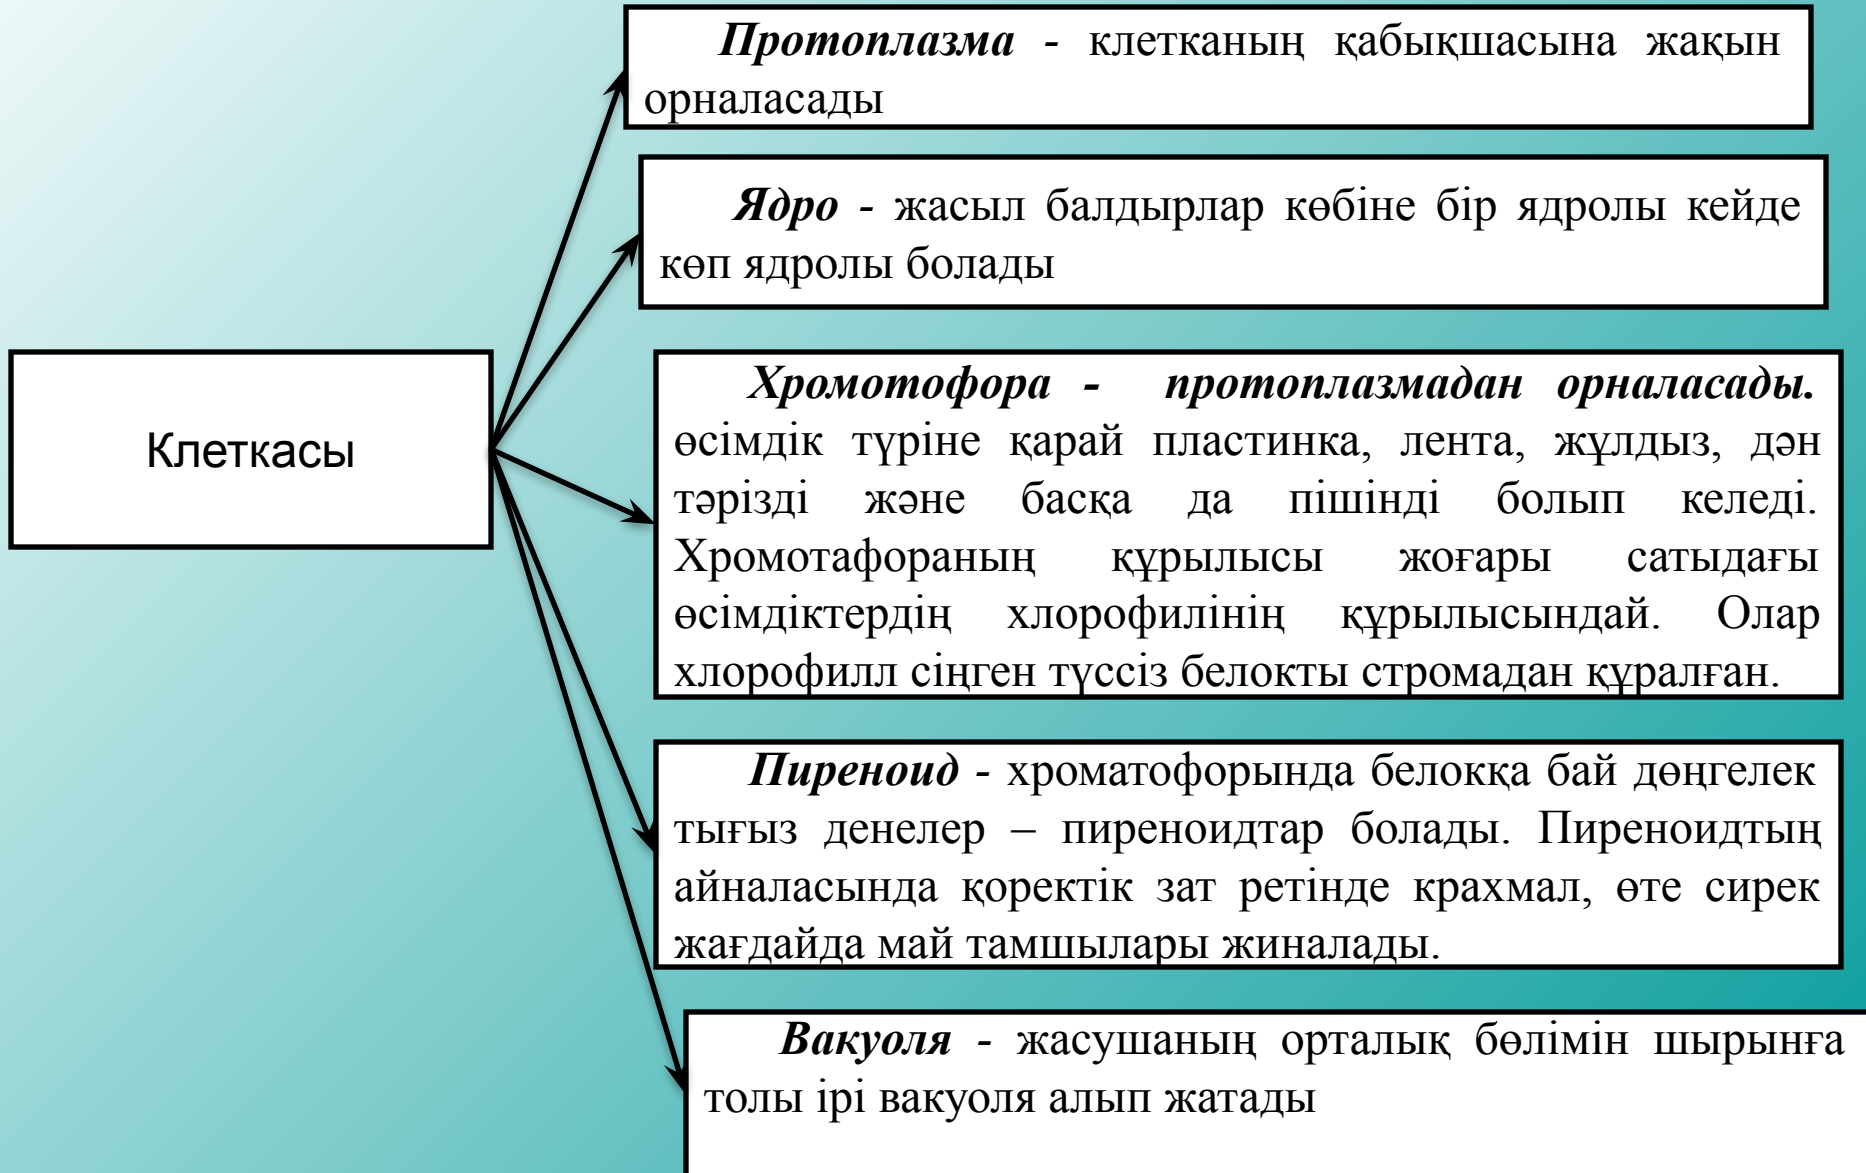 Протоплазма - клетканың қабықшасына жақын
орналасады
Ядро - жасыл балдырлар көбіне бір ядролы кейде
көп ядролы болады
Клеткасы
Хромотофора - протоплазмадан орналасады.
өсімдік түріне қарай пластинка, лента, жұлдыз, дән
тәрізді және басқа да пішінді болып келеді.
Хромотафораның құрылысы жоғары сатыдағы
өсімдіктердің хлорофилінің құрылысындай. Олар
хлорофилл сіңген түссіз белокты стромадан құралған.
Пиреноид - хроматофорында белокқа бай дөңгелек
тығыз денелер – пиреноидтар болады. Пиреноидтың
айналасында қоректік зат ретінде крахмал, өте сирек
жағдайда май тамшылары жиналады.
Вакуоля - жасушаның орталық бөлімін шырынға
толы ірі вакуоля алып жатады